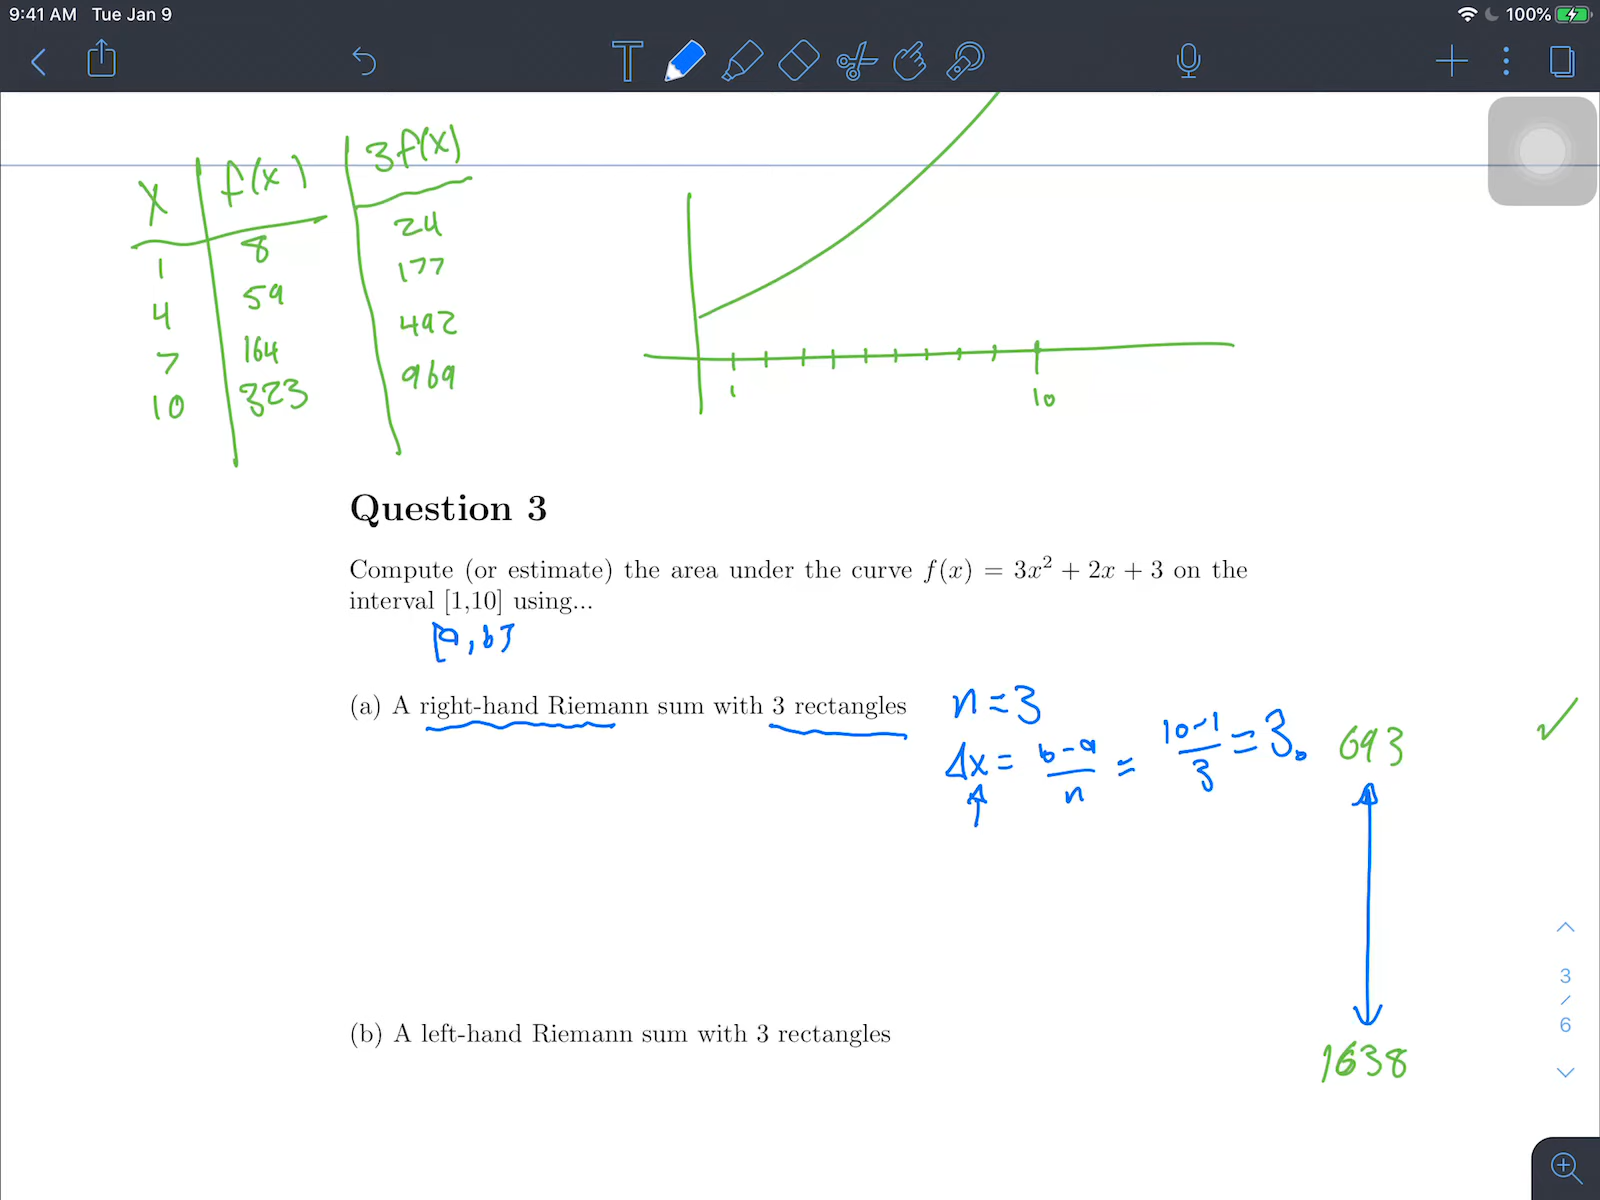 9:41 AM Tue Jan 9
100%
x f(x) 3f(x)
1 8 24
4 59 177
7 164 492
10 323 969
1 10
Question 3
Compute (or estimate) the area under the curve f(x) = 3x² + 2x + 3 on the
interval [1,10] using...
[a, b]
(a) A right-hand Riemann sum with 3 rectangles
n = 3
Δx = b-a/n = 10-1/3 = 3.
693
(b) A left-hand Riemann sum with 3 rectangles
1638
3
/
6
T